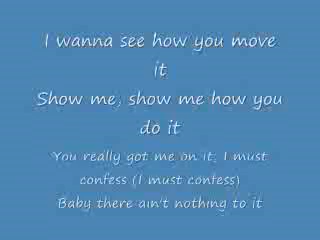 I wanna see how you move
it
Show me, show me how you
do it
You really got me on it, I must
confess (I must confess)
Baby there ain't nothing to it